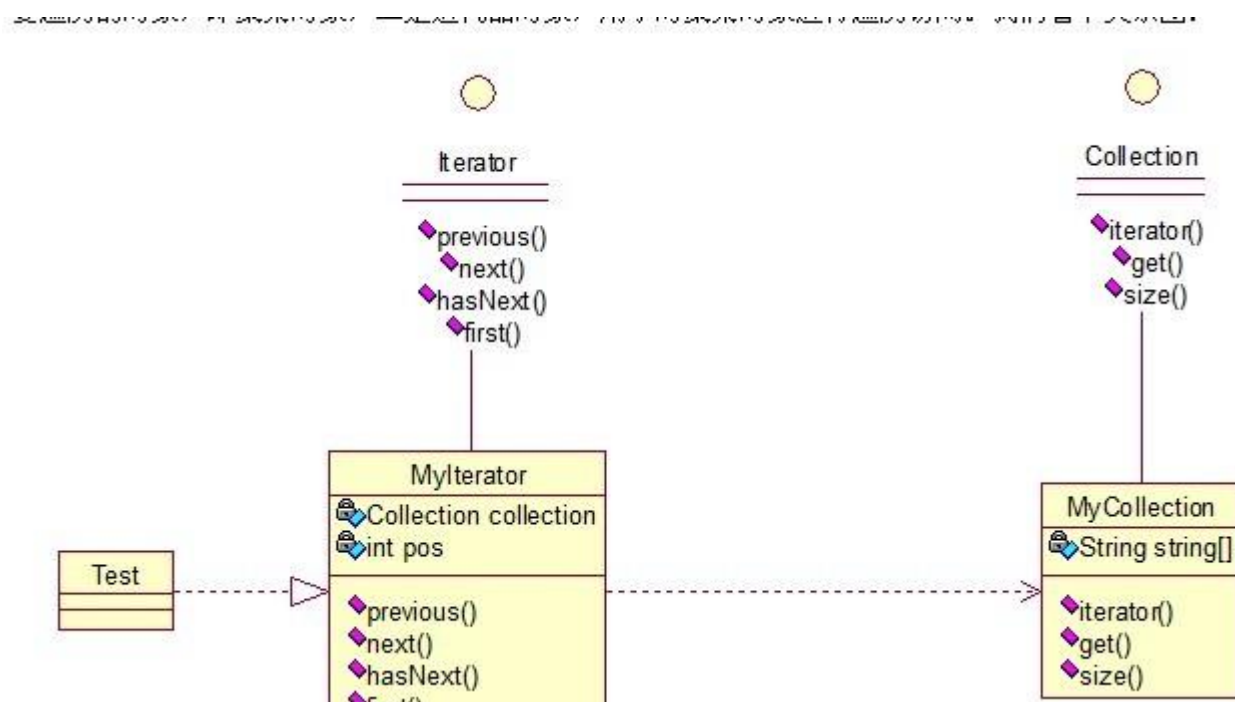 Iterator
previous()
next()
hasNext()
first()
Collection
iterator()
get()
size()
Test
MyIterator
Collection collection
int pos
previous()
next()
hasNext()
first()
MyCollection
String string[]
iterator()
get()
size()